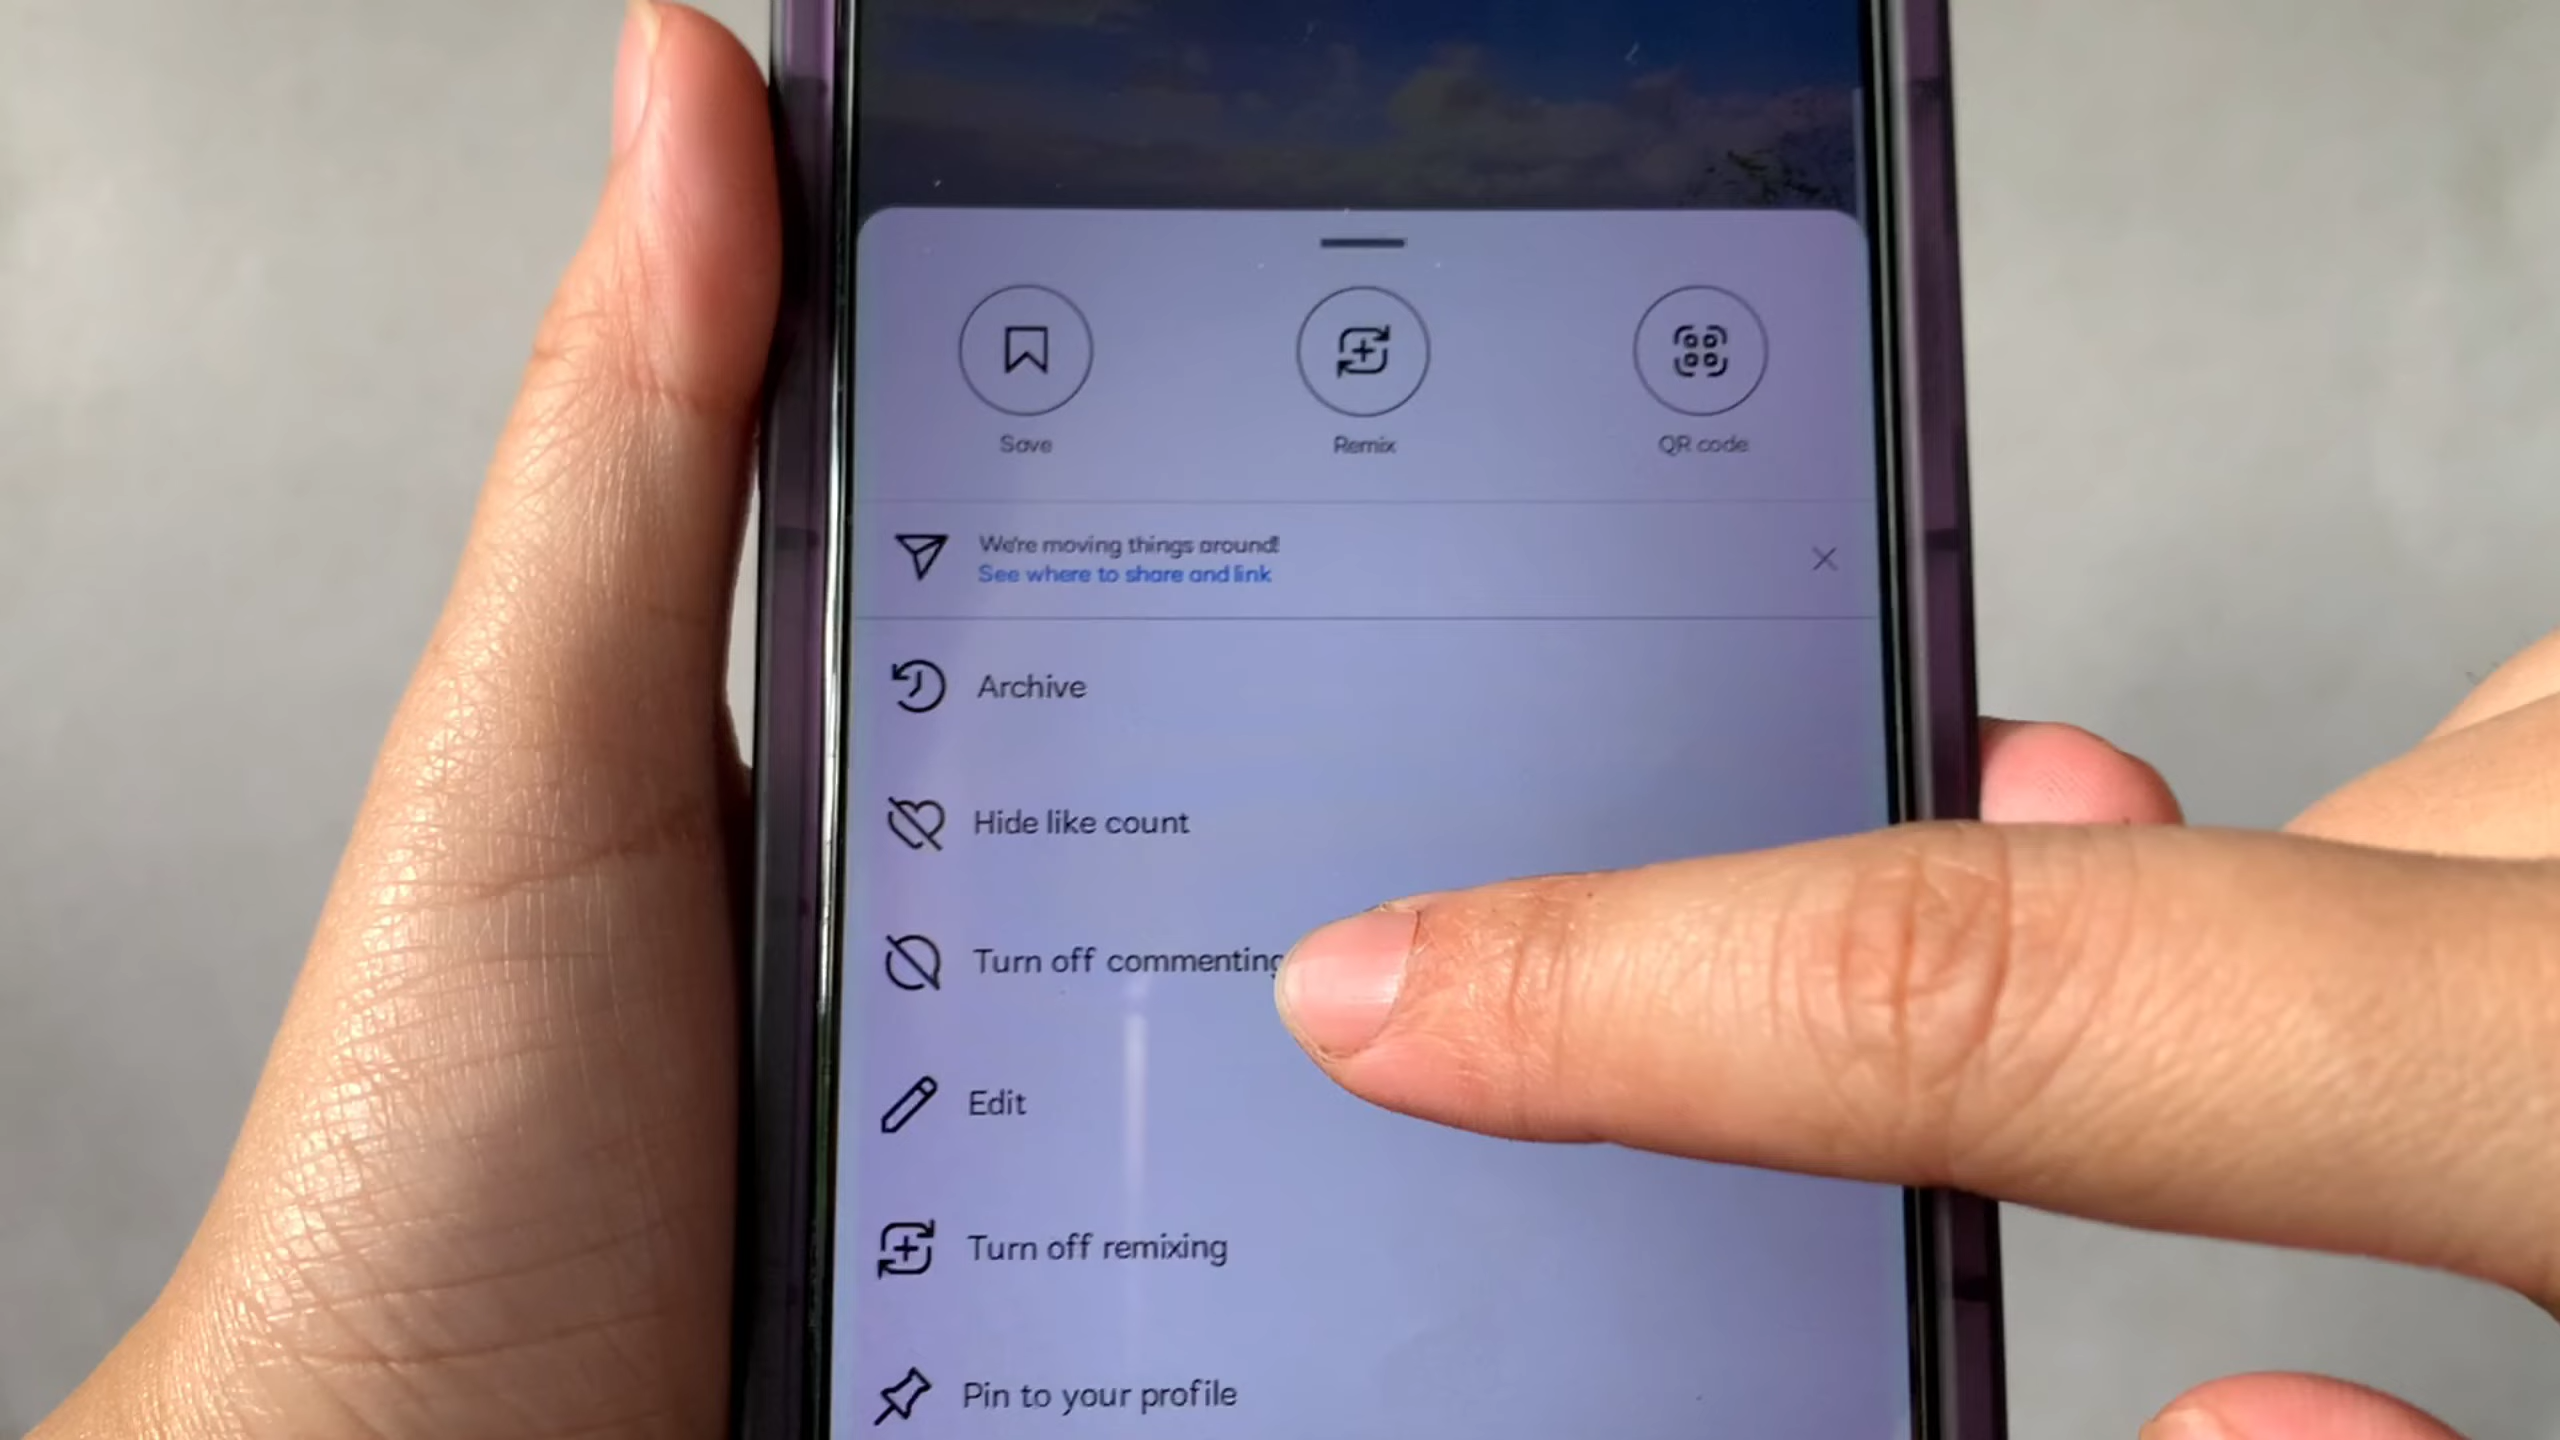 Save
Remix
QR code
We're moving things around!
See where to share and link
Archive
Hide like count
Turn off commenting
Edit
Turn off remixing
Pin to your profile